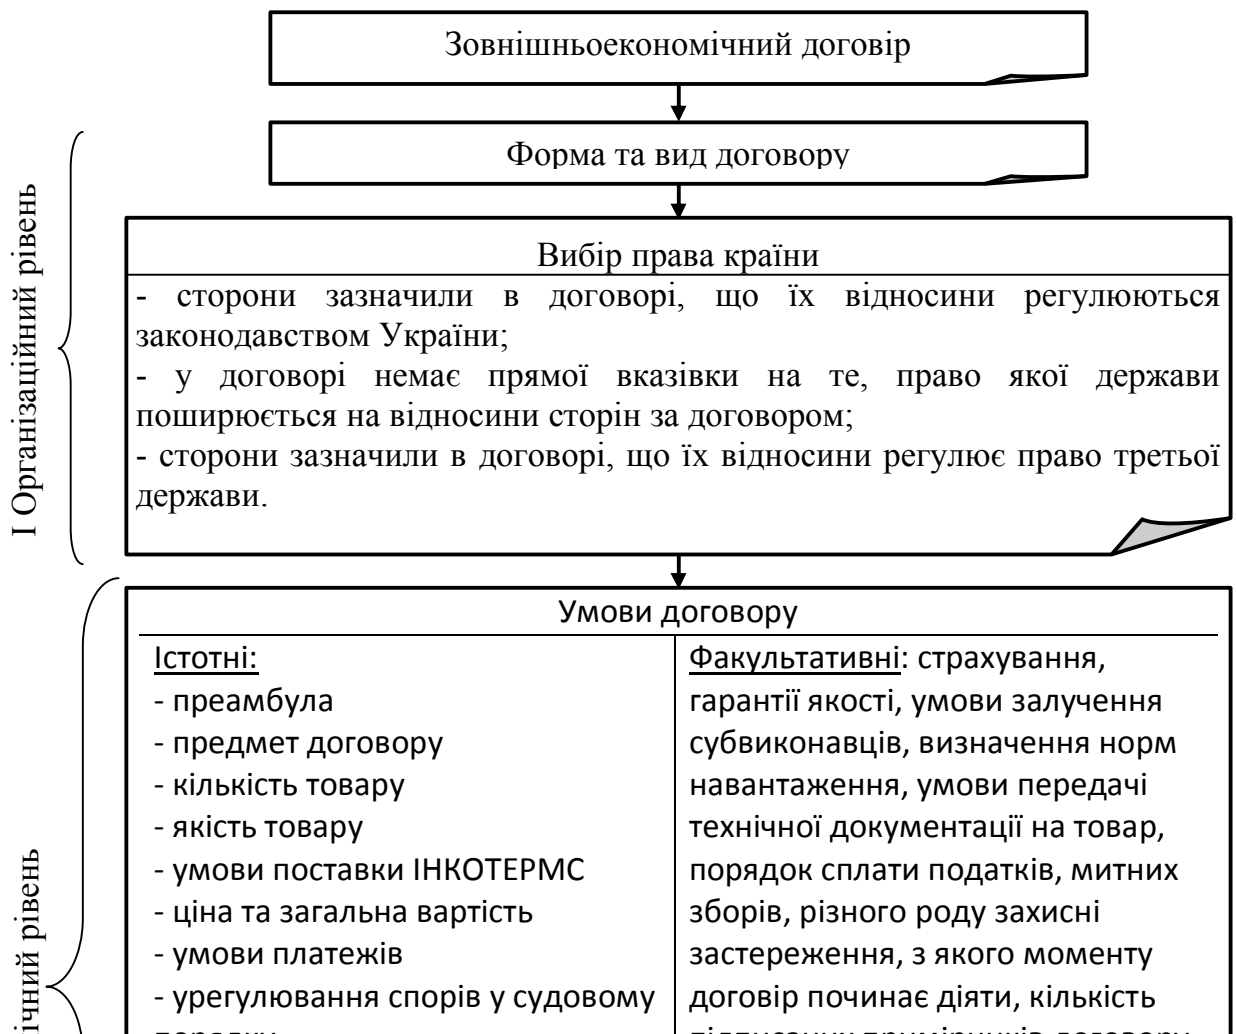 Зовнішньоекономічний договір
Форма та вид договору
І Організаційний рівень
Вибір права країни
- сторони зазначили в договорі, що їх відносини регулюються
законодавством України;
- у договорі немає прямої вказівки на те, право якої держави
поширюється на відносини сторін за договором;
- сторони зазначили в договорі, що їх відносини регулює право третьої
держави.
Умови договору
Істотні:
- преамбула
- предмет договору
- кількість товару
- якість товару
- умови поставки ІНКОТЕРМС
- ціна та загальна вартість
- умови платежів
- урегулювання спорів у судовому
Факультативні: страхування,
гарантії якості, умови залучення
субвиконавців, визначення норм
навантаження, умови передачі
технічної документації на товар,
порядок сплати податків, митних
зборів, різного роду захисні
застереження, з якого моменту
договір починає діяти, кількість
підписаних примірників договору
рівень